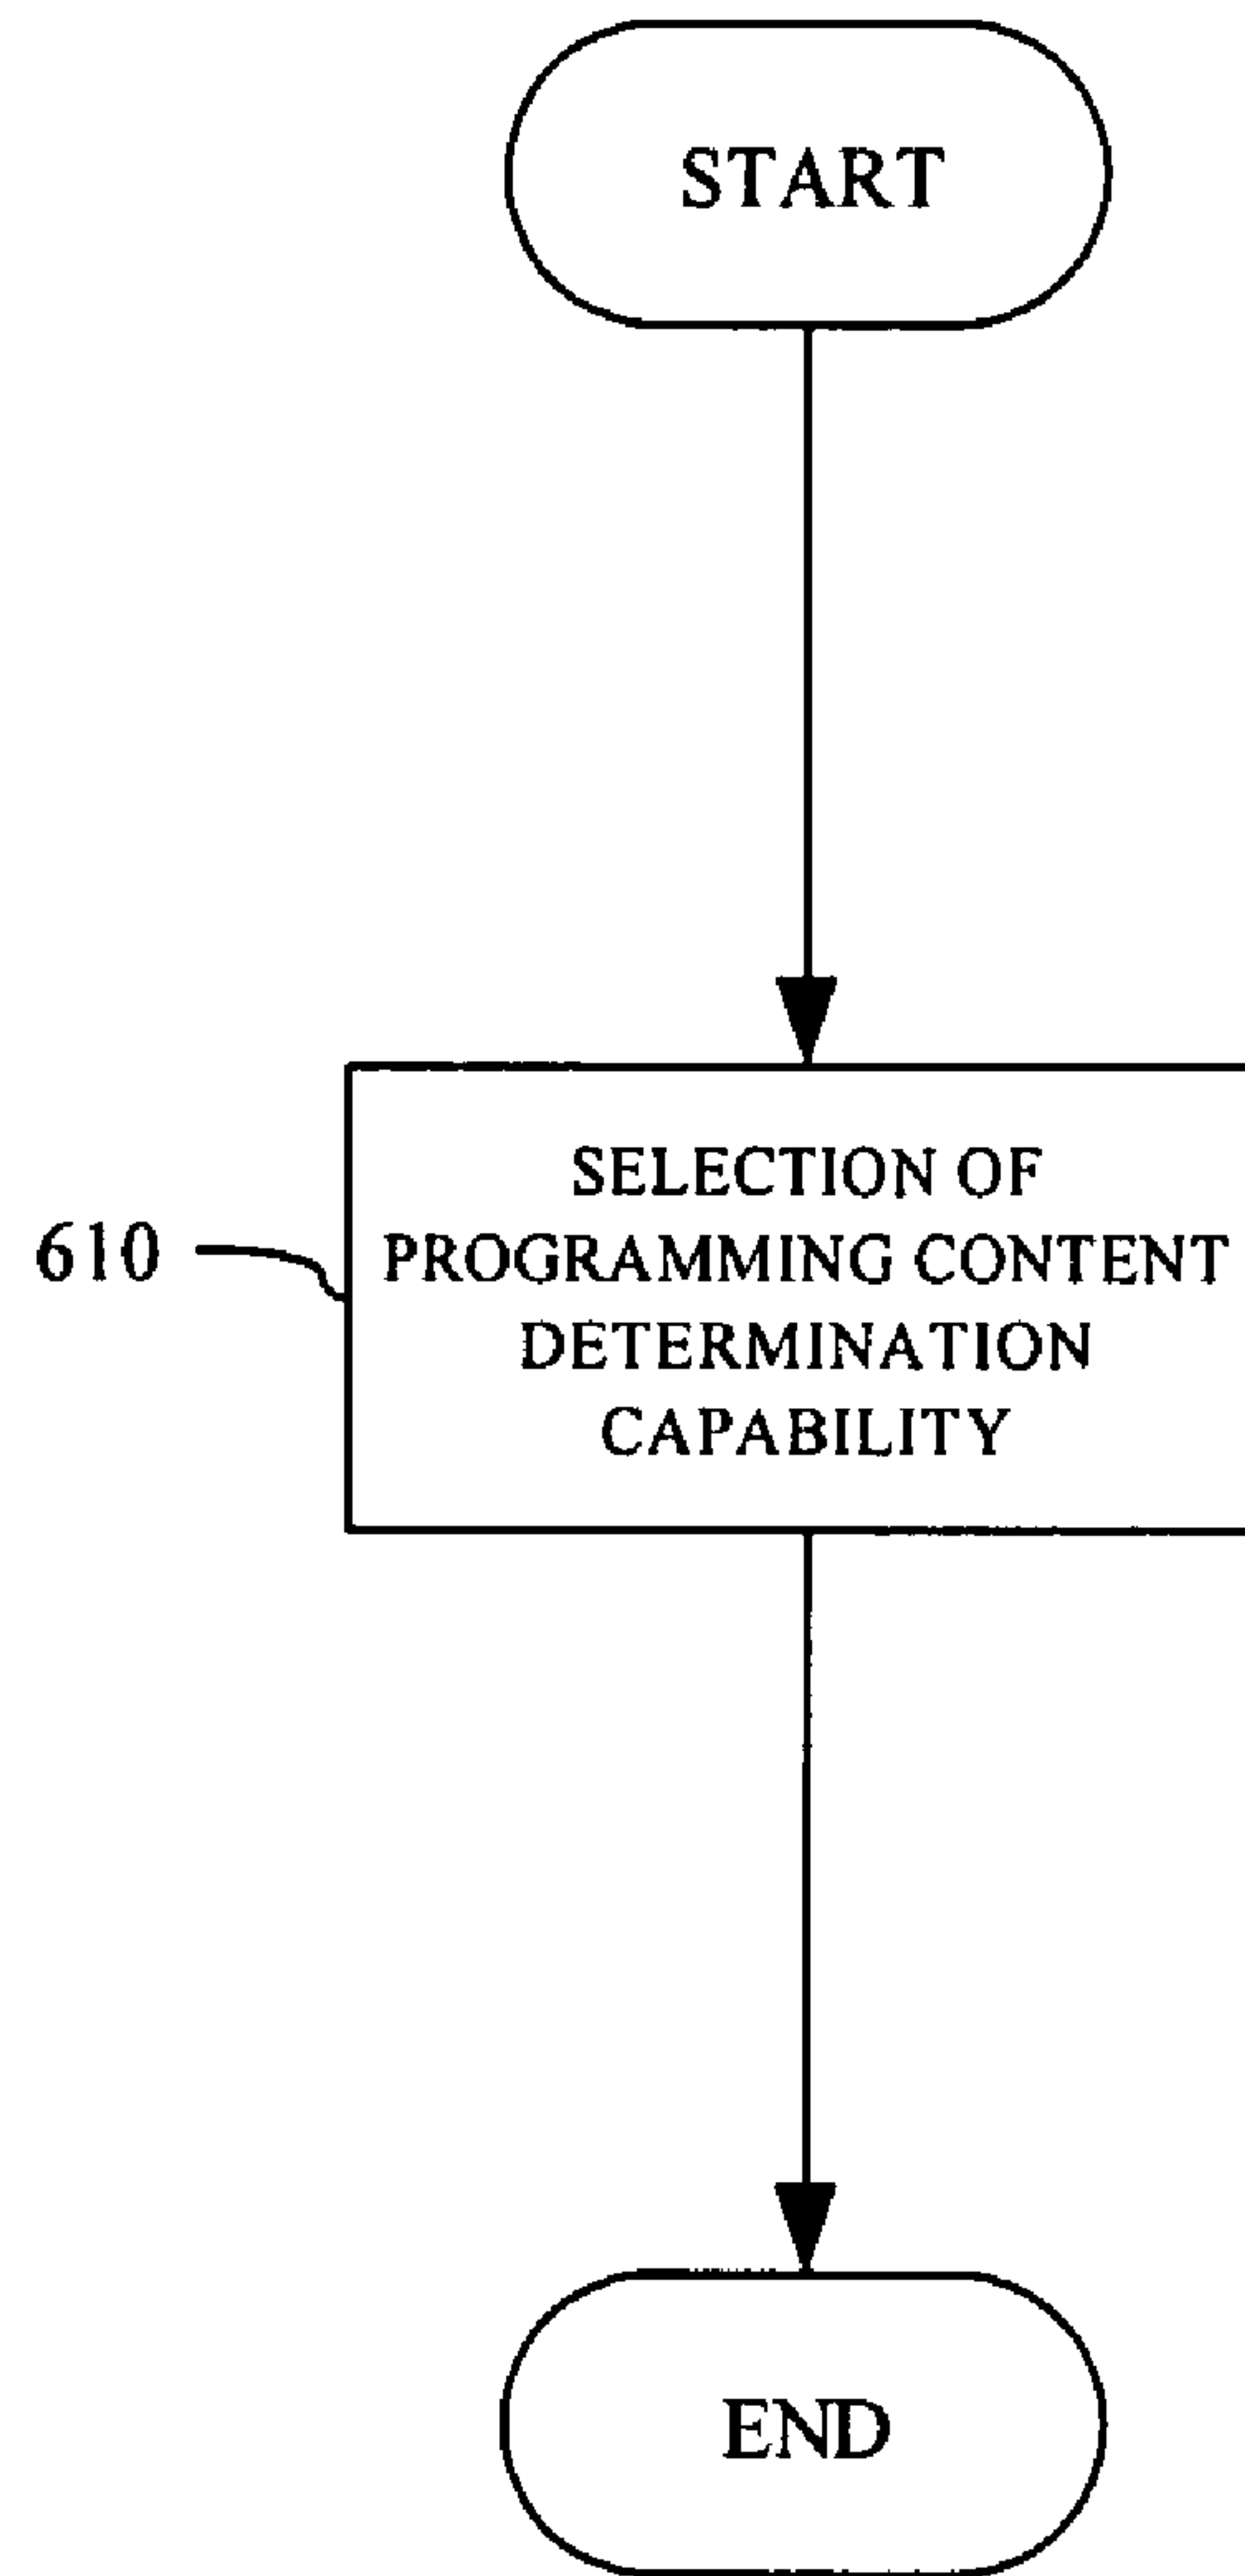 START
SELECTION OF
610 PROGRAMMING CONTENT
DETERMINATION
CAPABILITY
END